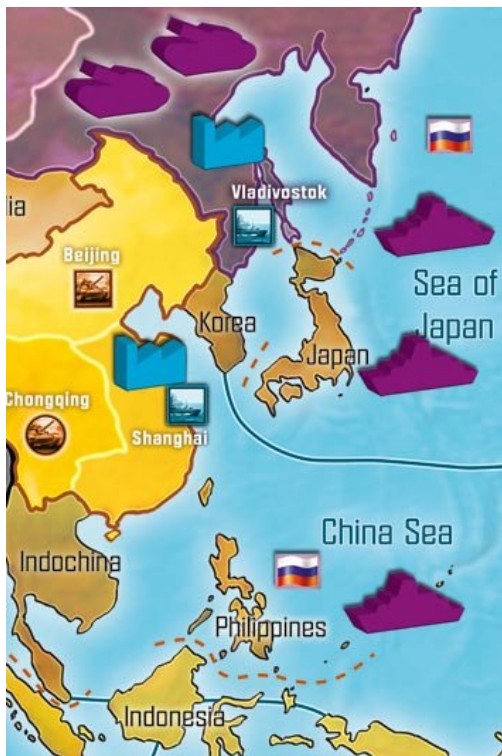 Vladivostok
ia
Beijing
Sea of
Japan
Korea
Japan
Chongqing
Shanghai
China Sea
Indochina
Philippines
Indonesia